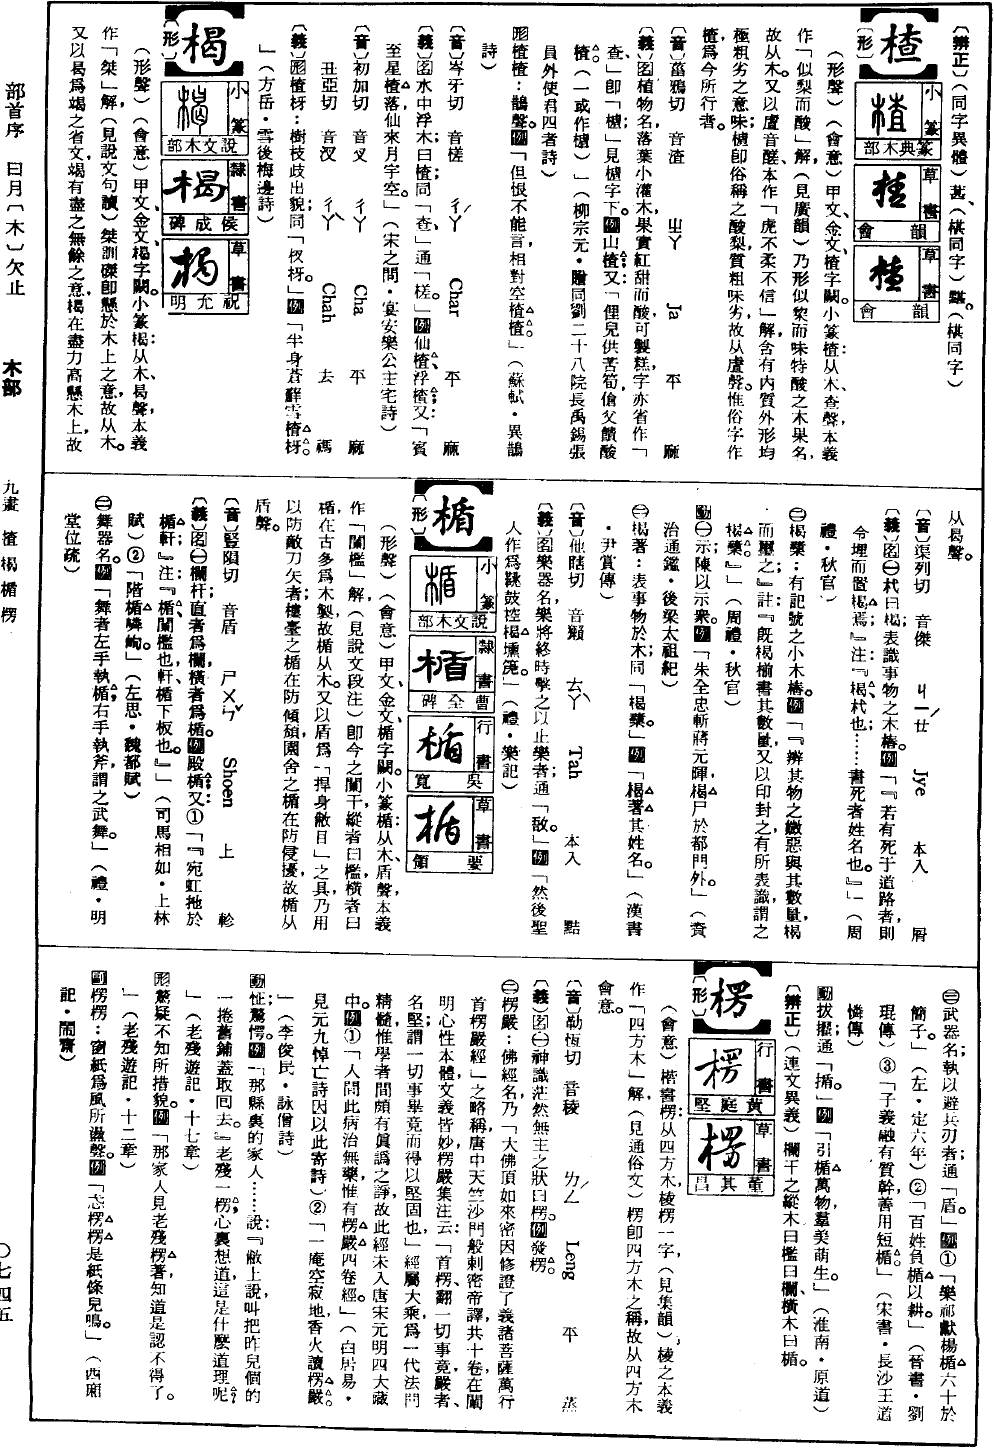 〔辨正〕（同字異體）葚（椹同字）糂。（椹同字）
楂
〔形〕
小篆
篆典木部
草書
韻會
草書
韻會
（形聲）（會意）甲文、金文楂字闕。小篆楂：从木、查聲，本義
作「似梨而酸」解，（見廣韻）乃形似棃而味特酸之木果名，
故从木。又以虘音醝本作「虎不柔不信」解，含有內質外形均
極粗劣之意味，樝卽俗稱之酸梨，質粗味劣，故从虘聲。惟俗字作
楂爲今所行者。
〔音〕葘鴉切　音渣　ㄓㄚ　Ja　平　麻
〔義〕名植物名，落葉小灌木，果實紅甜而酸，可製糕，字亦省作「
查」，卽「樝」，見樝字下。例山楂；又「俚兒供苦筍，傖父饋酸
楂。（一或作樝）」（柳宗元・贈同劉二十八院長禹錫張
員外使君四者詩）
形楂楂：鵲聲。例「但恨不能言，相對空楂楂。」（蘇軾・異鵲
詩）
〔音〕岑牙切　音槎　ㄔㄚˊ　Char　平　麻
〔義〕名水中浮木曰楂，同「查」，通「槎」。例仙楂，浮楂；又「賓
至星楂落，仙來月宇空。」（宋之問・宴安樂公主宅詩）
〔音〕初加切　音叉　ㄔㄚ　Cha　平　麻
丑亞切　音汊　ㄔㄚˋ　Chah　去　禡
〔義〕形楂枒：樹枝歧出貌，同「杈枒。」例「半身蒼蘚雪楂枒。
」（方岳・雪後梅邊詩）
楬
〔形〕
小篆
說文木部
隸書
侯成碑
草書
祝允明
（形聲）（會意）甲文、金文楬字闕。小篆楬：从木、曷聲，本義
作「桀」解（見說文句讀）桀訓磔卽懸於木上之意，故从木。
又以曷爲竭之省文，竭有盡之無餘之意，楬在盡力高懸木上，故
从曷聲。
〔音〕渠列切　音傑　ㄐㄧㄝˊ　Jye　本入　屑
〔義〕名㊀杙曰楬；表識事物之木樁。例「『若有死于道路者，則
令埋而置楬焉。』注『楬，杙也……書死者姓名也。』」（周
禮・秋官）
㊁楬櫫：有記號之小木樁。例「『辨其物之媺惡與其數量，楬
而璽之。』註『旣楬櫫書其數量，又以印封之，有所表識，謂之
楬櫫。』」（周禮・秋官）
動㊀示；陳以示衆。例「朱全忠斬蔣元暉，楬尸於都門外。」（資
治通鑑・後梁太祖紀）
㊁楬著：表事物於木；同「楬櫫。」例「楬著其姓名。」（漢書
・尹賞傳）
〔音〕他瞎切　音獺　ㄊㄚˋ　Tah　本入　黠
〔義〕名樂器名，樂將終時擊之以止樂者；通「敔。」例「然後聖
人作爲鞉鼓控楬壎篪。」（禮・樂記）
楯
〔形〕
小篆
說文木部
隸書
曹全碑
行書
吳寬
草書
要領
（形聲）（會意）甲文、金文楯字闕。小篆楯：从木、盾聲，本義
作「闌檻」解，（見說文段注）卽今之闌干，縱者曰檻，橫者曰
楯；在古多爲木製，故楯从木。又以盾爲「捍身敝目」之具，乃用
以防敵刀矢者；樓臺之楯在防傾頹，園舍之楯在防侵擾，故楯从
盾聲。
〔音〕豎隕切　音盾　ㄕㄨㄣˇ　Shoen　上　軫
〔義〕名㊀欄杆直者爲欄，橫者爲楯。例殿楯；又①「『宛虹拖於
楯軒。』注『楯，闌檻也，軒，楯下板也。』」（司馬相如・上林
賦）②「階楯嶙峋。」（左思・魏都賦）
㊁舞器名。例「舞者左手執楯，右手執斧，謂之武舞。」（禮・明
堂位疏）
㊂武器名；執以避兵刃者；通「盾。」例①「樂祁獻楊楯六十於
簡子。」（左・定六年）②「百姓負楯以耕。」（晉書・劉
琨傳）③「子義融有質幹，善用短楯。」（宋書・長沙王道
憐傳）
動拔擢；通「揗。」例「引楯萬物，羣美萌生。」（淮南・原道）
〔辨正〕（連文異義）欄干之縱木曰檻曰欄，橫木曰楯。
楞
〔形〕
行書
黃庭堅
草書
董其昌
（會意）楷書楞：从四方木，棱楞一字，（見集韻），棱之本義
作「四方木」解，（見通俗文）楞卽四方木之稱，故从四方木
會意。
〔音〕勒恆切　音稜　ㄌㄥˊ　Leng　平　蒸
〔義〕名㊀神識茫然無主之狀曰楞。例發楞。
㊁楞嚴：佛經名，乃「大佛頂如來密因修證了義諸菩薩萬行
首楞嚴經」之略稱，唐中天竺沙門般剌密帝譯，共十卷，在闡
明心性本體，文義皆妙。楞嚴集注云：「首楞，翻一切事竟，嚴者，
名堅，謂一切事畢竟而得以堅固也」經屬大乘，爲一代法門
精髓，惟學者間頗有眞譌之諍，故此經未入唐宋元明四大藏
中。例①「人間此病治無藥，惟有楞嚴四卷經。」（白居易・
見元九悼亡詩因以此寄詩）②「一庵空寂地，香火讀楞嚴。
」（李俊民・詠僧詩）
動怔；驚愕。例「那縣裏的家人……說：『敝上說叫把昨兒個的
一捲舊鋪蓋取回去。』老殘一楞，心裏想道這是什麼道理呢
」（老殘遊記・十七章）
形驚疑不知所措貌。例「那家人見老殘楞著，知道是認不得了。
」（老殘遊記・十二章）
副楞楞：窗紙爲風所激聲。例「忒楞楞是紙條兒鳴。」（西廂
記・鬧齋）
部首序　日月〔木〕欠止
木部
九畫　楂楬楯楞
〇七四五